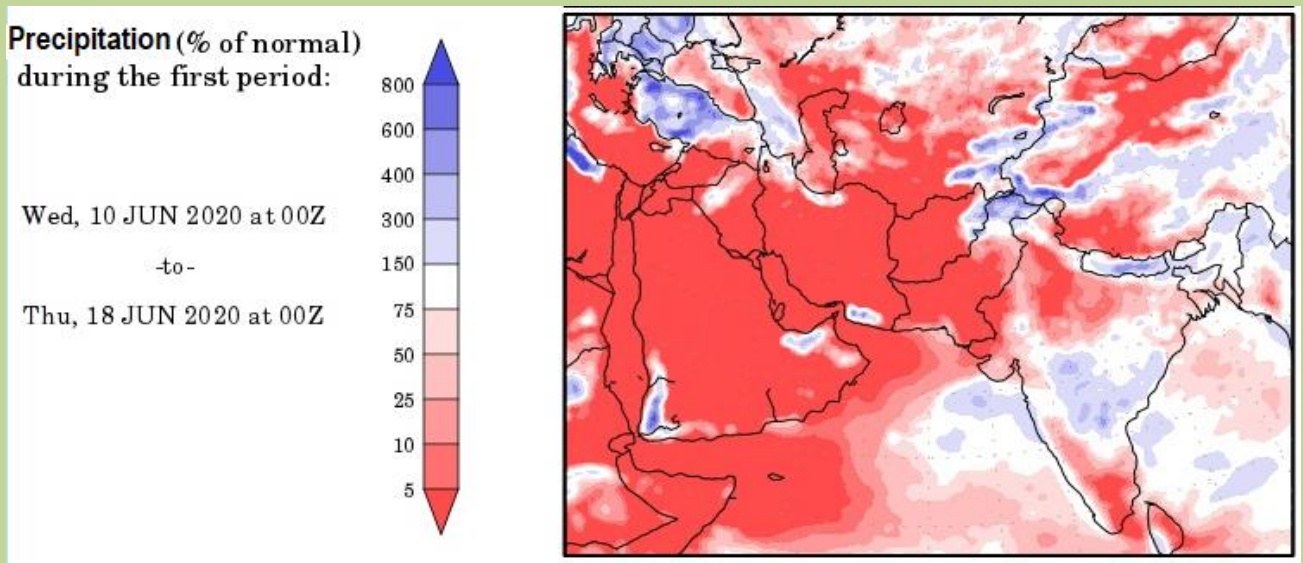 Precipitation (% of normal)
during the first period:
Wed, 10 JUN 2020 at 00Z
-to-
Thu, 18 JUN 2020 at 00Z
800
600
400
300
150
75
50
25
10
5